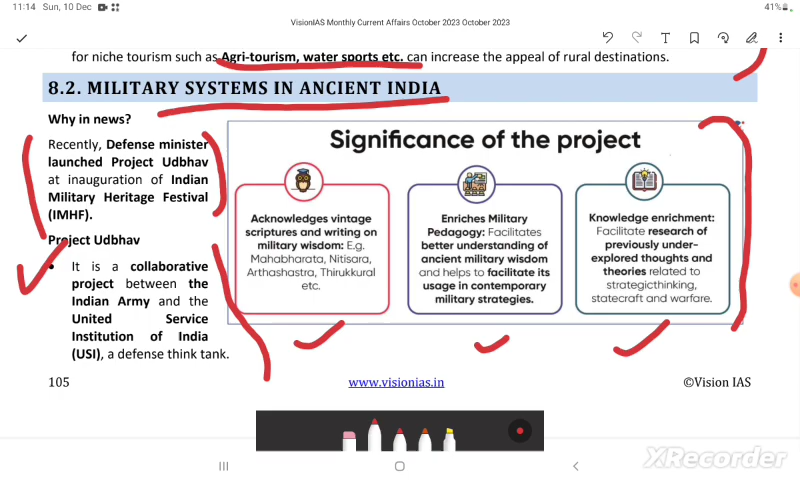 11:14 Sun, 10 Dec
41%
VisionIAS Monthly Current Affairs October 2023 October 2023
for niche tourism such as Agri-tourism, water sports etc. can increase the appeal of rural destinations.
8.2. MILITARY SYSTEMS IN ANCIENT INDIA
Why in news?
Recently, Defense minister
launched Project Udbhav
at inauguration of Indian
Military Heritage Festival
(IMHF).
Project Udbhav
• It is a collaborative
project between the
Indian Army and the
United Service
Institution of India
(USI), a defense think tank.
Significance of the project
Acknowledges vintage
scriptures and writing on
military wisdom: E.g.
Mahabharata, Nitisara,
Arthashastra, Thirukkural
etc.
Enriches Military
Pedagogy: Facilitates
better understanding of
ancient military wisdom
and helps to facilitate its
usage in contemporary
military strategies.
Knowledge enrichment:
Facilitate research of
previously under-
explored thoughts and
theories related to
strategicthinking,
statecraft and warfare.
105
www.visionias.in
©Vision IAS
XRecorder